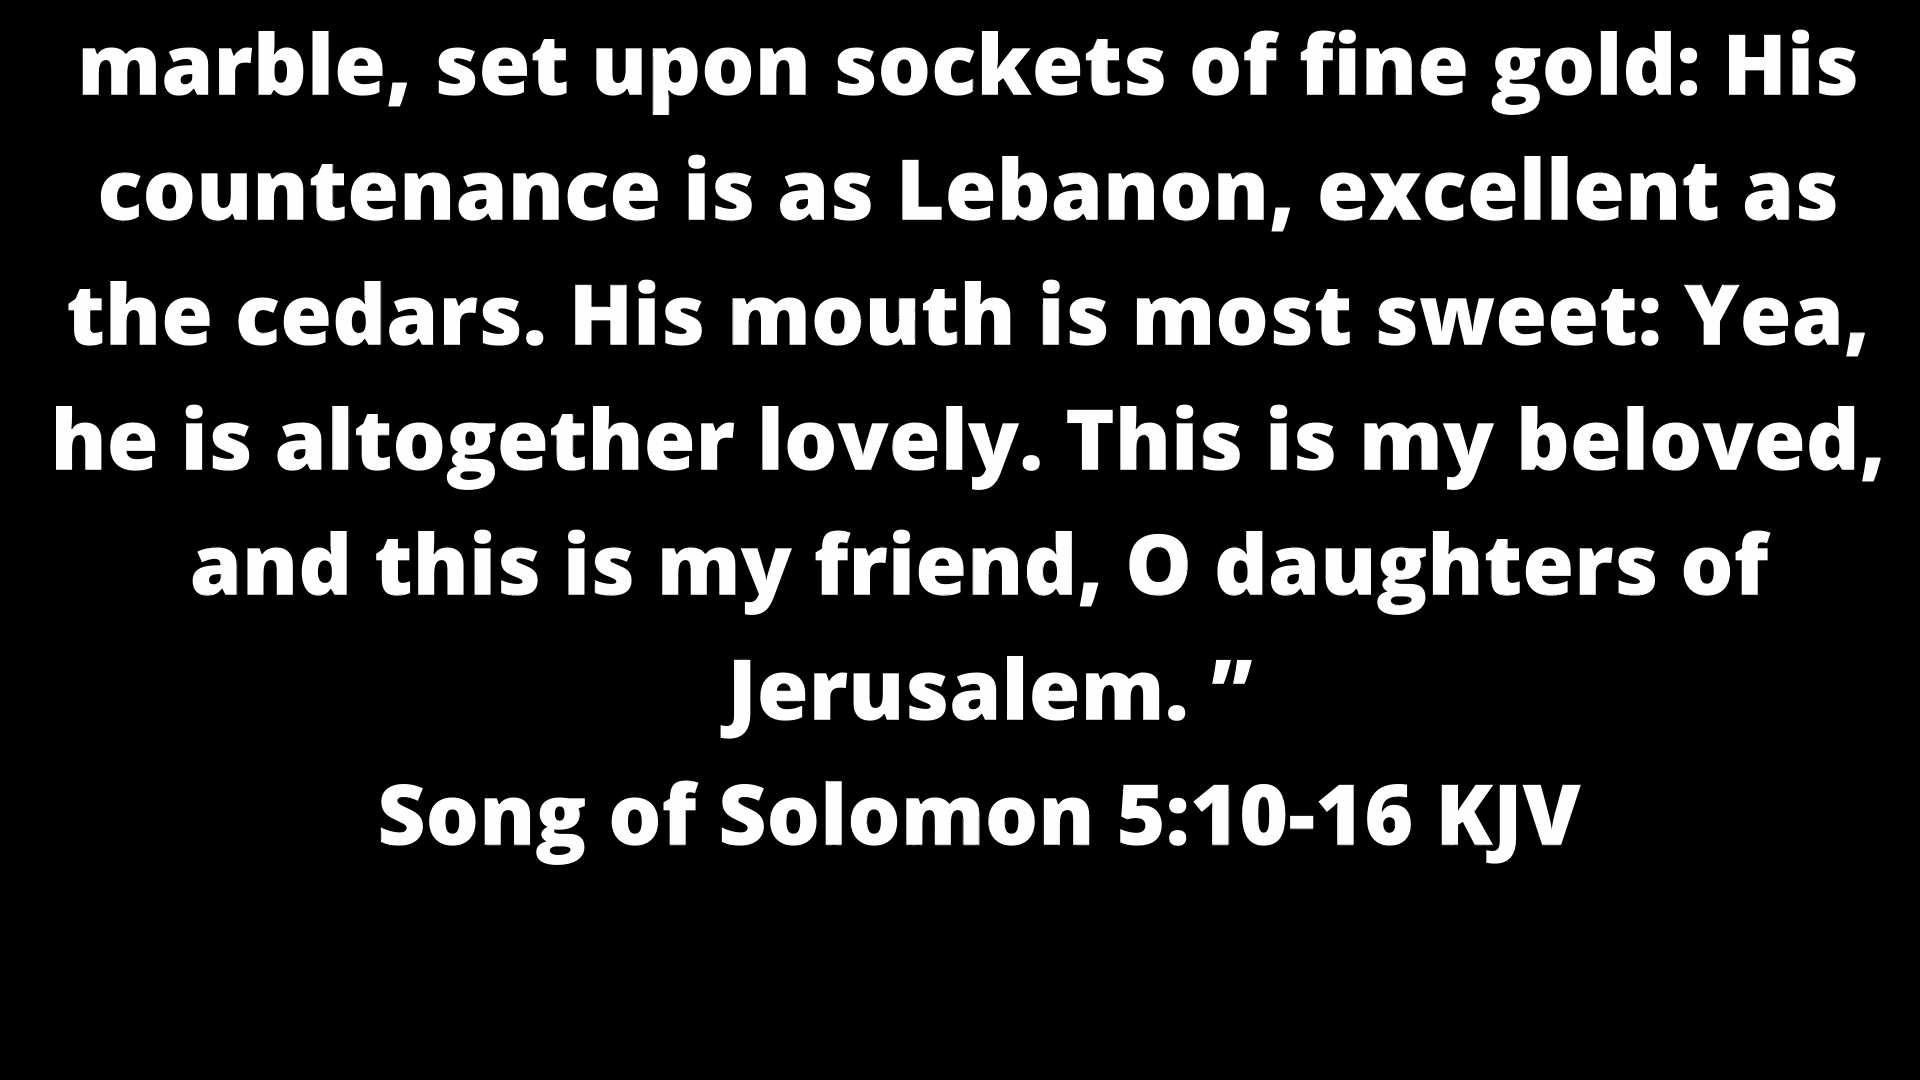 marble, set upon sockets of fine gold: His
countenance is as Lebanon, excellent as
the cedars. His mouth is most sweet: Yea,
he is altogether lovely. This is my beloved,
and this is my friend, O daughters of
Jerusalem. ”
Song of Solomon 5:10-16 KJV